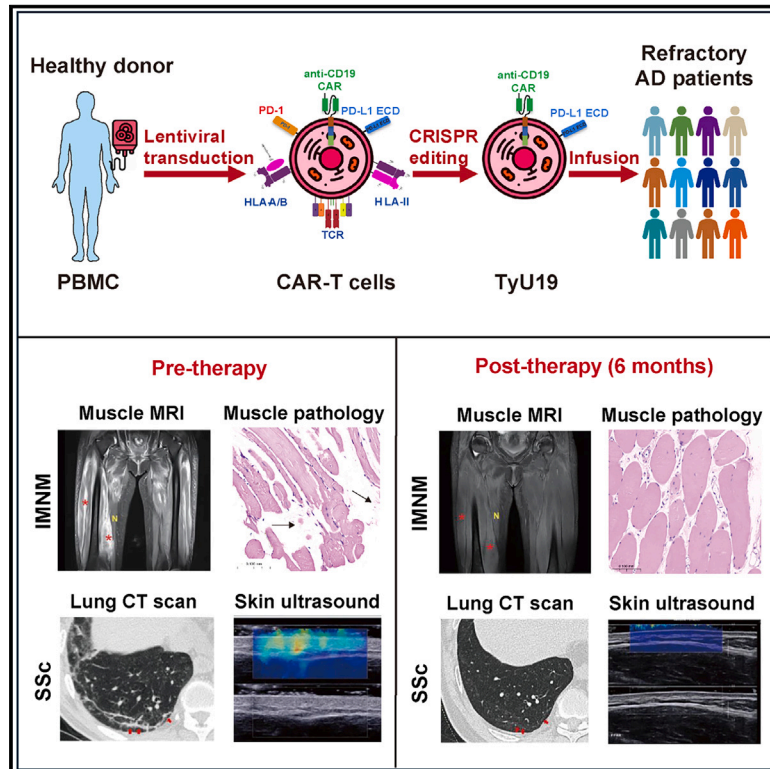 Healthy donor
Lentiviral
transduction
PBMC
anti-CD19
CAR
PD-1
PD-L1 ECD
HLA-A/B
HLA-II
TCR
CAR-T cells
CRISPR
editing
anti-CD19
CAR
PD-L1 ECD
TyU19
Infusion
Refractory
AD patients
Pre-therapy
Muscle MRI
Muscle pathology
IMNM
N
Lung CT scan
Skin ultrasound
SSc
Post-therapy (6 months)
Muscle MRI
Muscle pathology
IMNM
N
Lung CT scan
Skin ultrasound
SSc